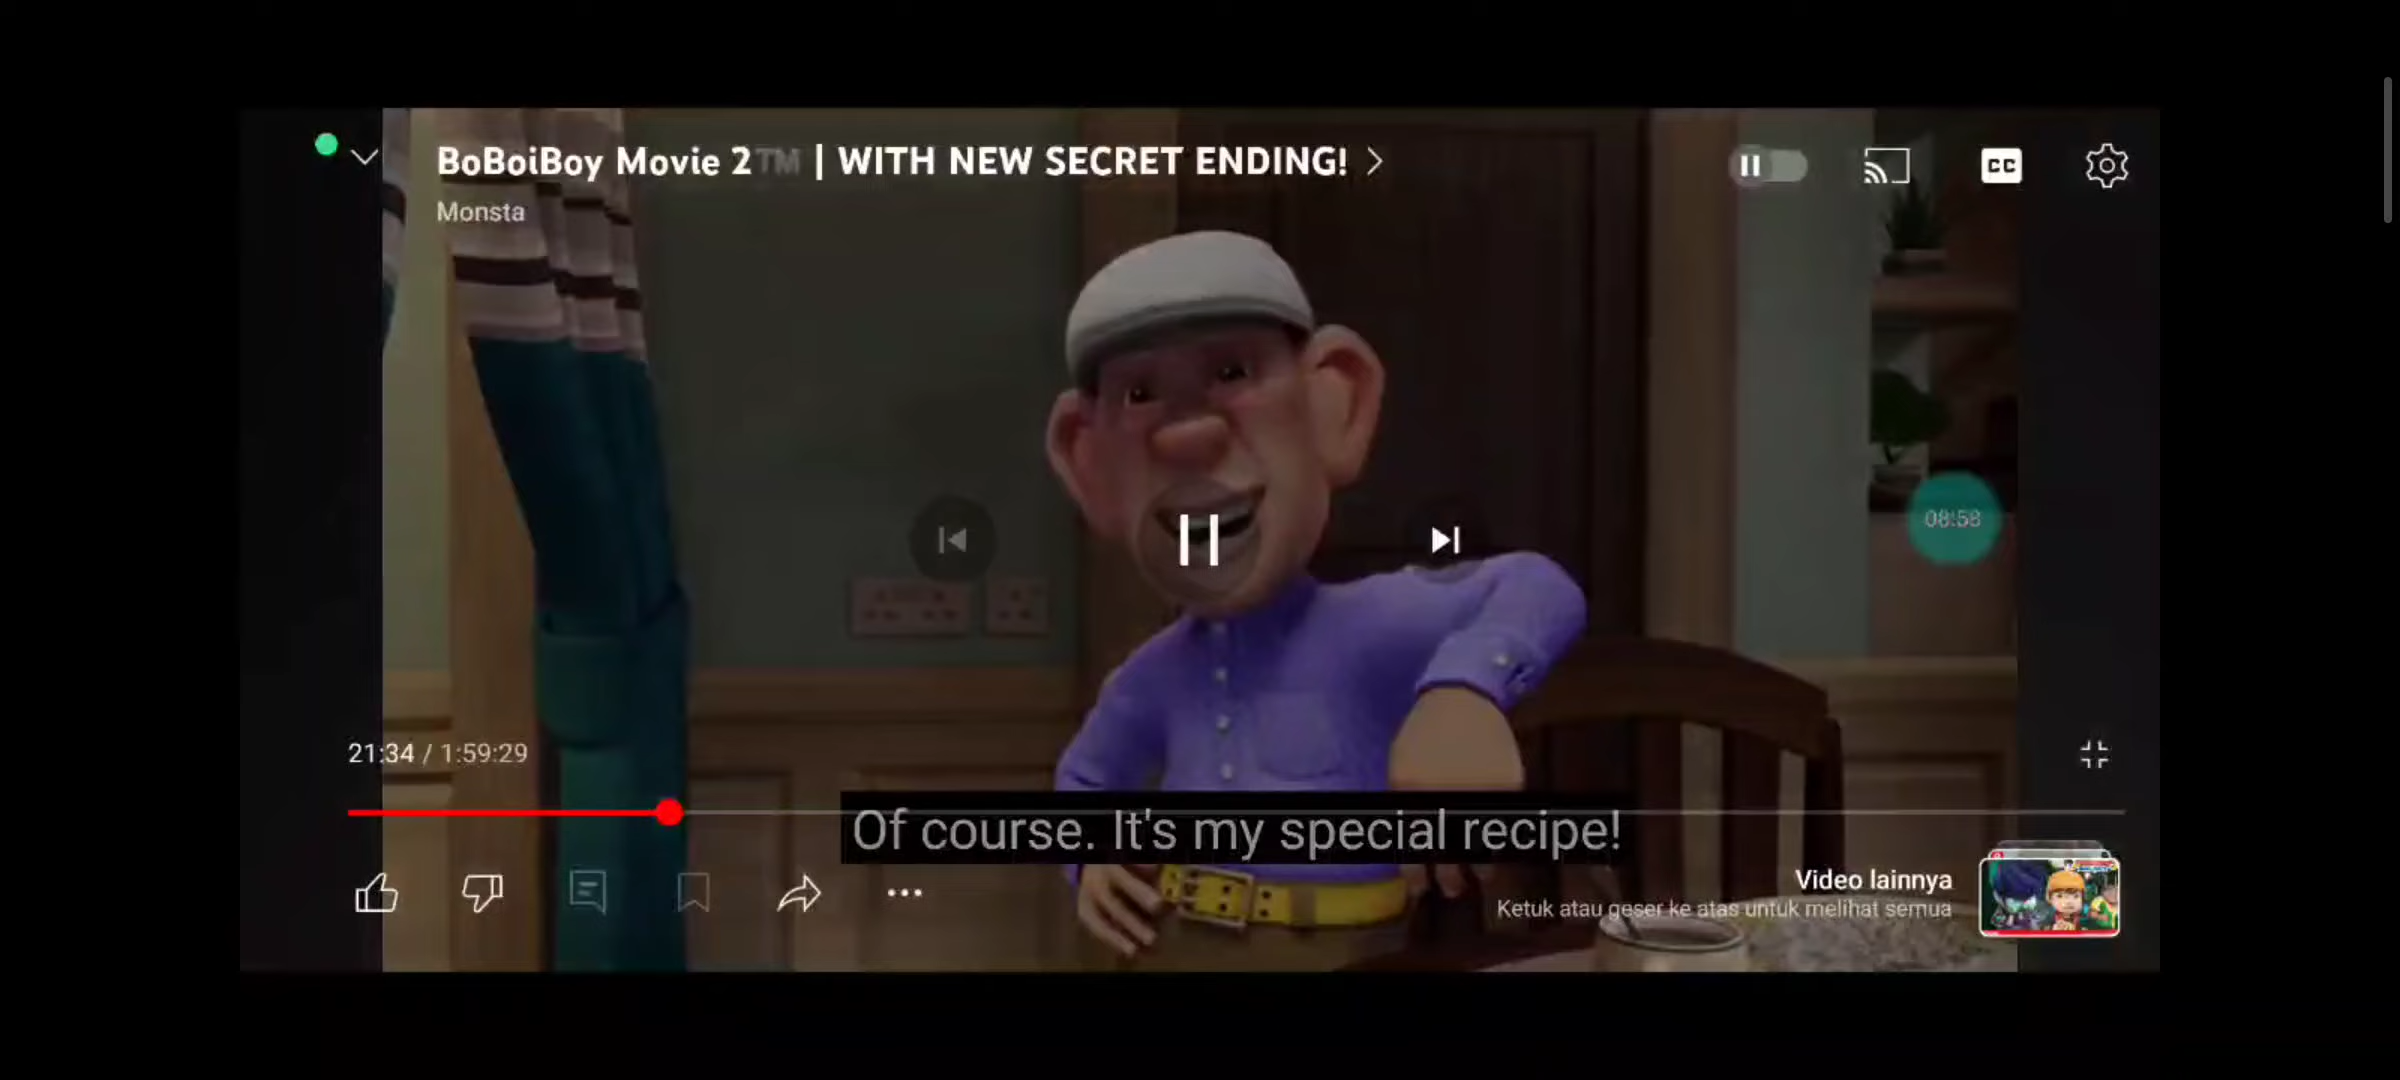 BoBoiBoy Movie 2™ | WITH NEW SECRET ENDING!
Monsta
CC
08:58
21:34 / 1:59:29
Of course. It's my special recipe!
Video lainnya
Ketuk atau geser ke atas untuk melihat semua